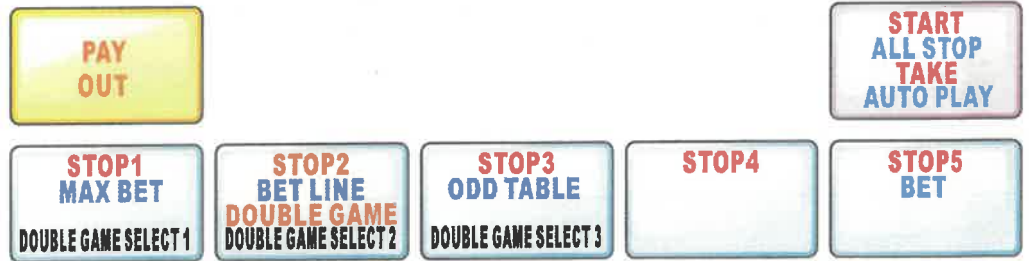 PAY
OUT
START
ALL STOP
TAKE
AUTO PLAY
STOP1
MAX BET
DOUBLE GAME SELECT 1
STOP2
BET LINE
DOUBLE GAME
DOUBLE GAME SELECT 2
STOP3
ODD TABLE
DOUBLE GAME SELECT 3
STOP4
STOP5
BET